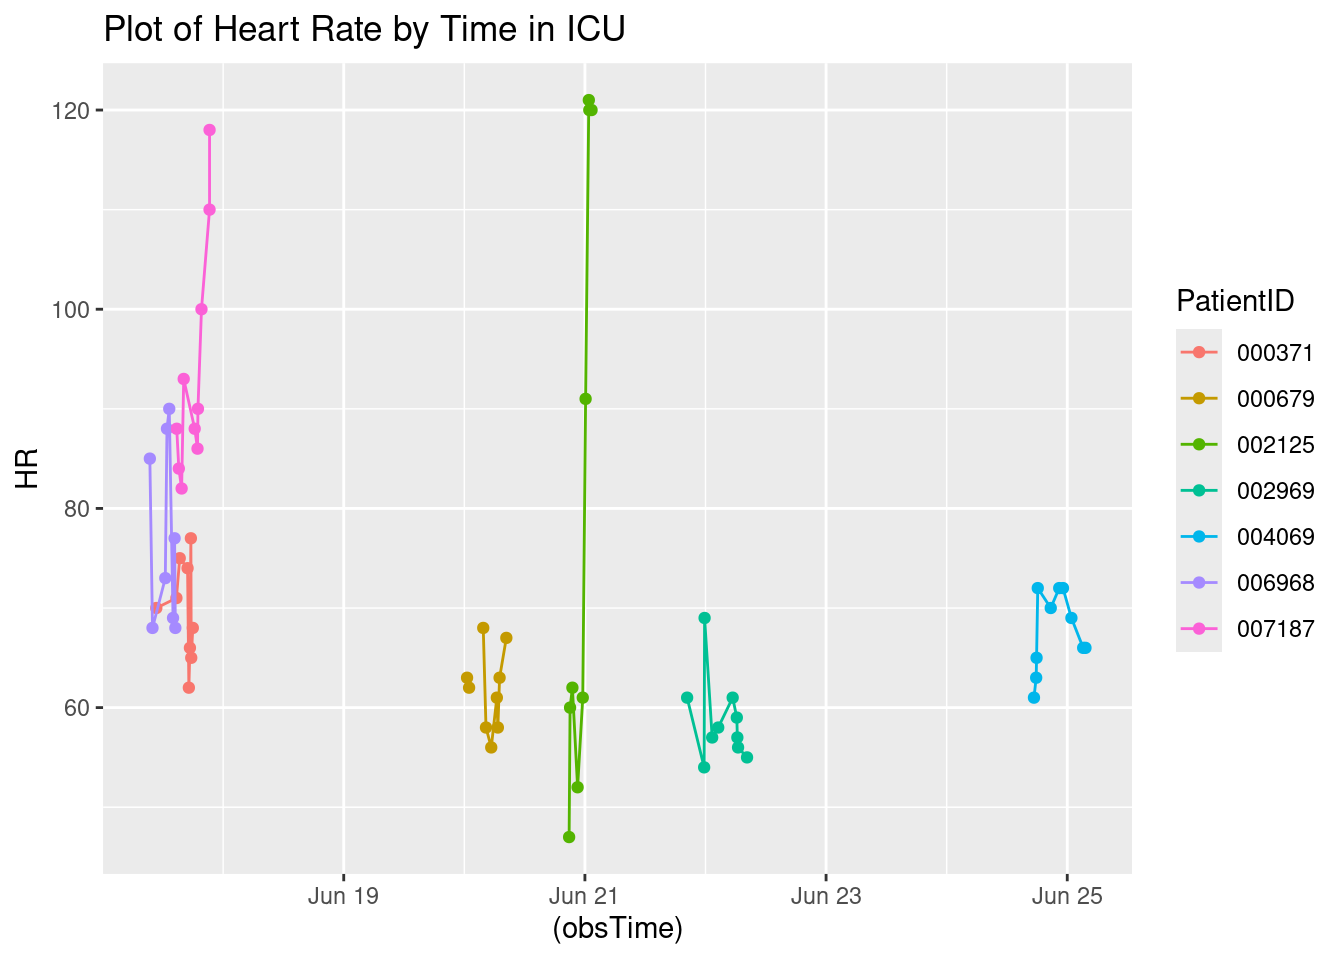 Plot of Heart Rate by Time in ICU
120
100
80
60
HR
Jun 19
Jun 21
Jun 23
Jun 25
(obsTime)
PatientID
000371
000679
002125
002969
004069
006968
007187